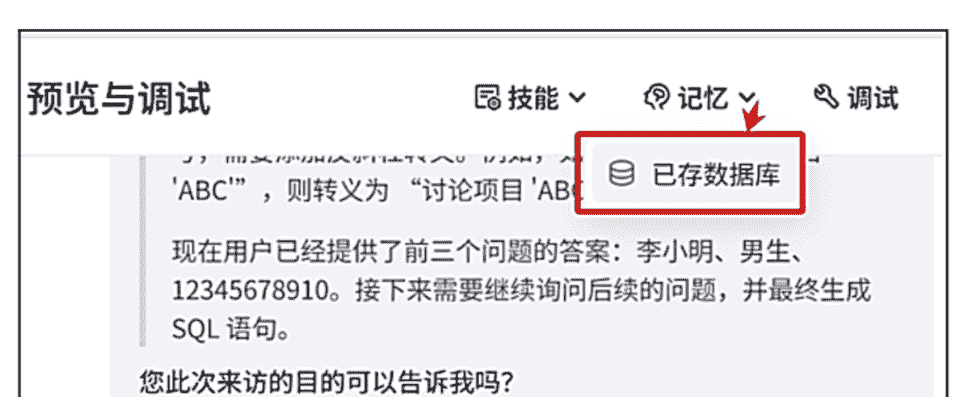 预览与调试
技能
记忆
调试
已存数据库
'ABC'”，则转义为 “讨论项目 'ABC
现在用户已经提供了前三个问题的答案：李小明、男生、
12345678910。接下来需要继续询问后续的问题，并最终生成
SQL 语句。
您此次来访的目的可以告诉我吗？